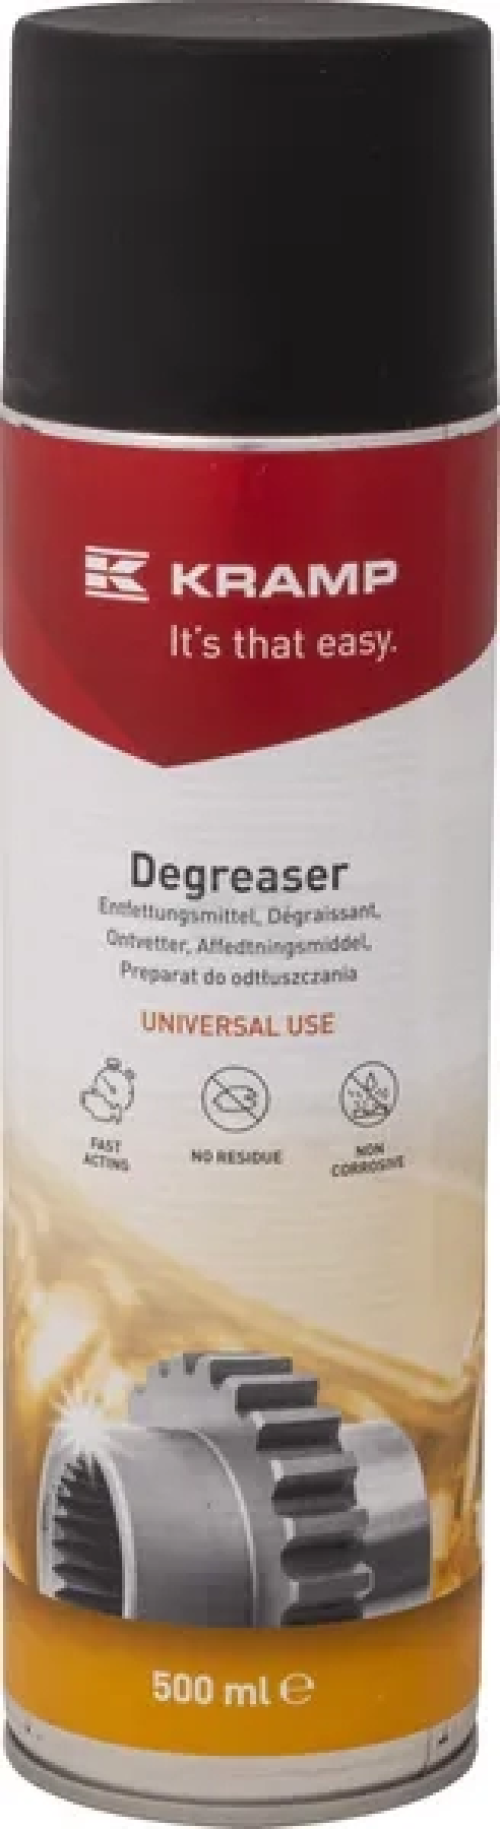 KRAMP
It's that easy.
Degreaser
Entfettungsmittel, Dégraissant,
Ontvetter, Affedtningsmiddel,
Preparat do odtłuszczania
UNIVERSAL USE
FAST
ACTING
NO RESIDUE
NON
CORROSIVE
500 ml ℮